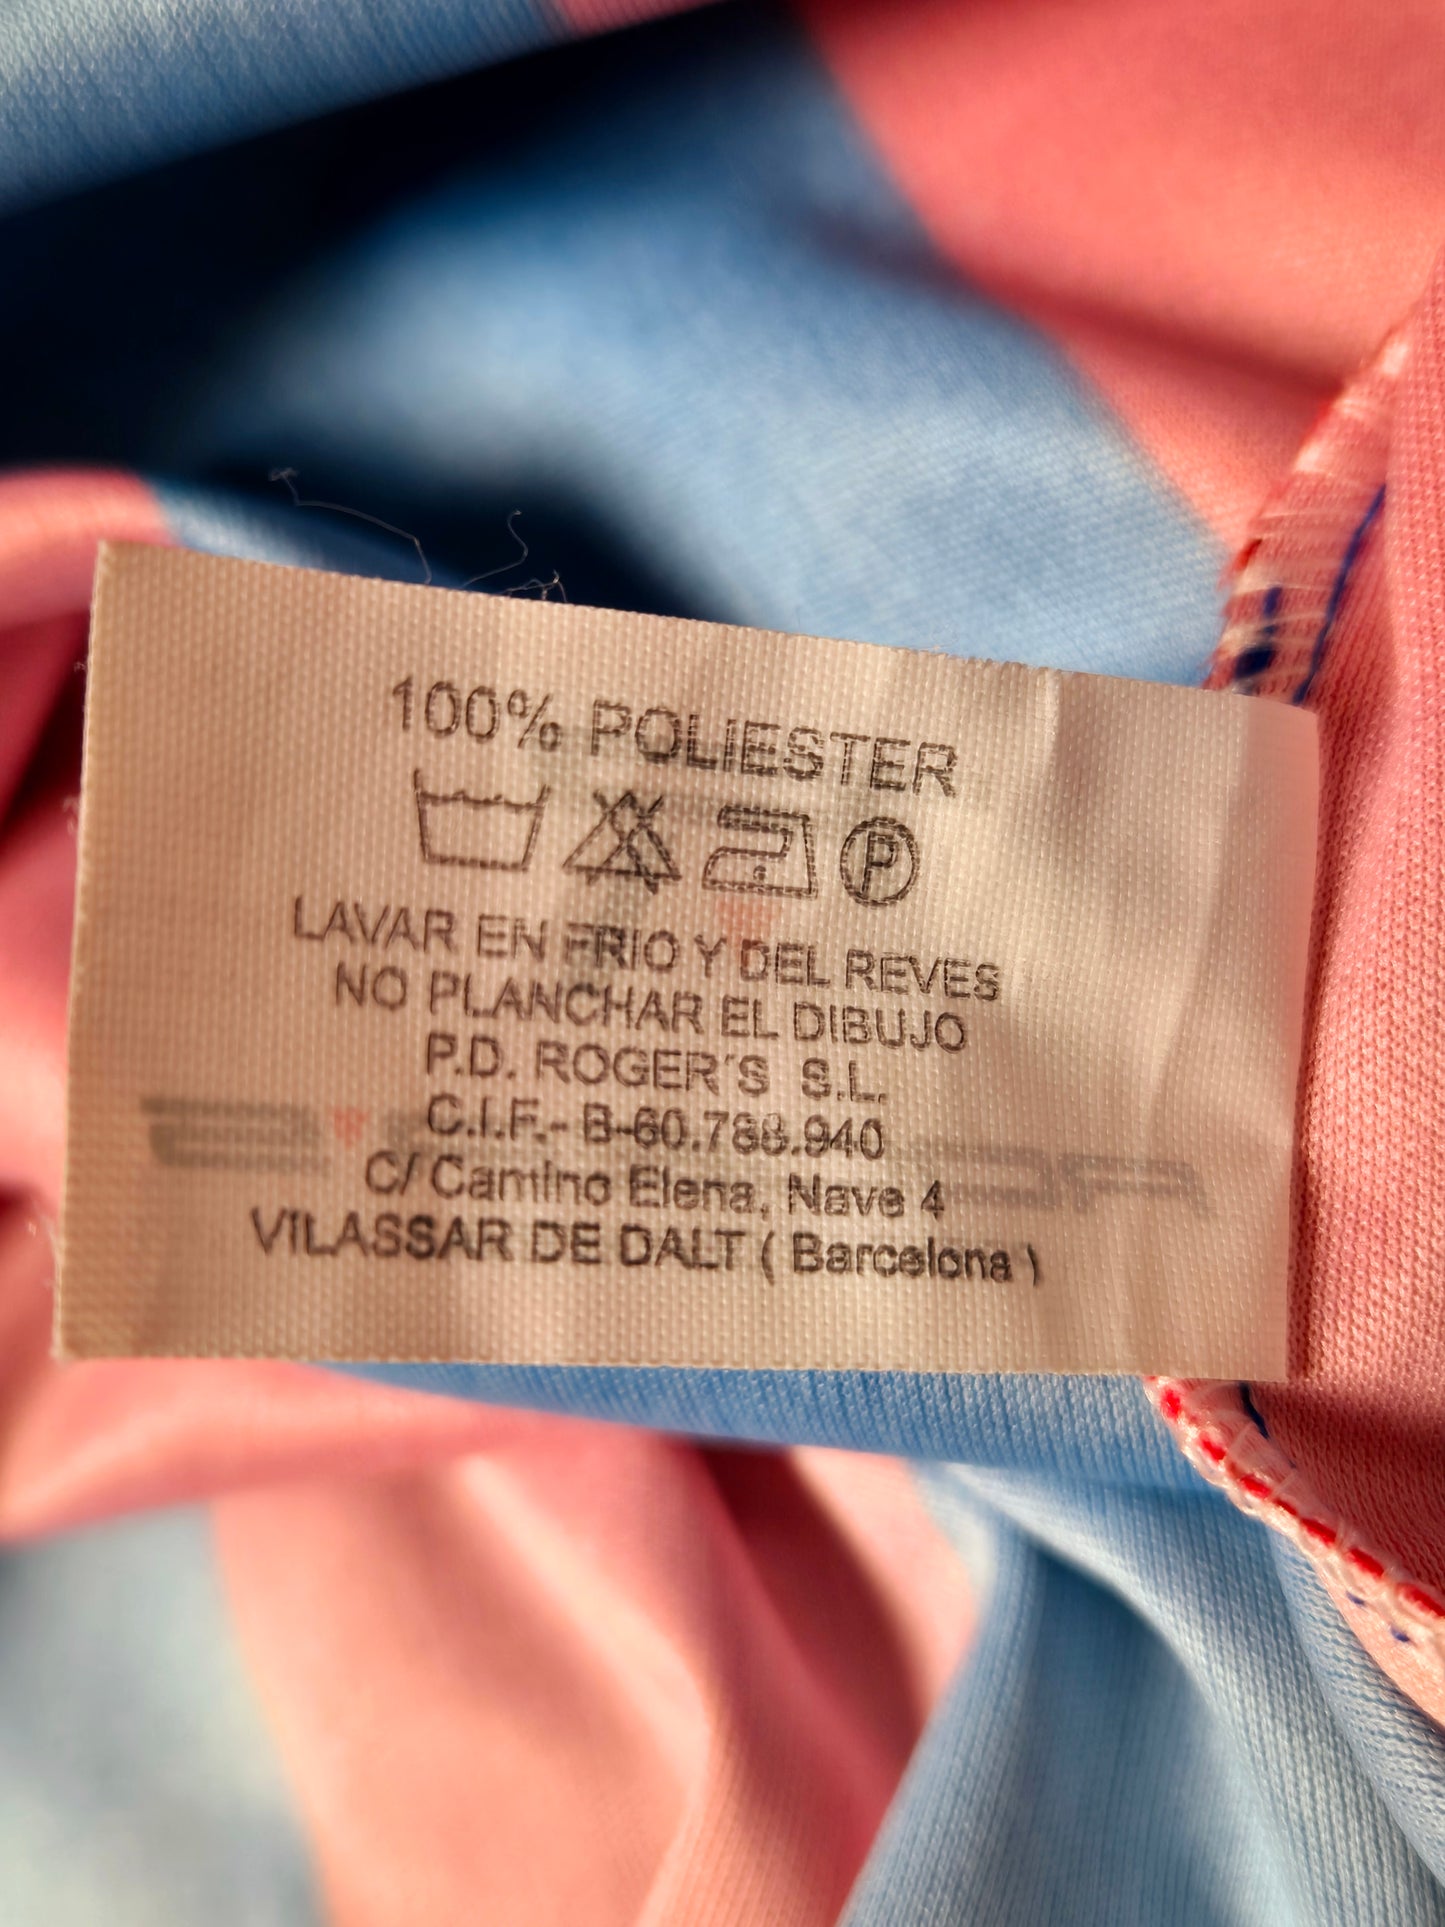 100% POLIESTER
P
LAVAR EN FRIO Y DEL REVES
NO PLANCHAR EL DIBUJO
P.D. ROGER´S S.L.
C.I.F.- B-60.788.940
C/ Camino Elena, Nave 4
VILASSAR DE DALT ( Barcelona )